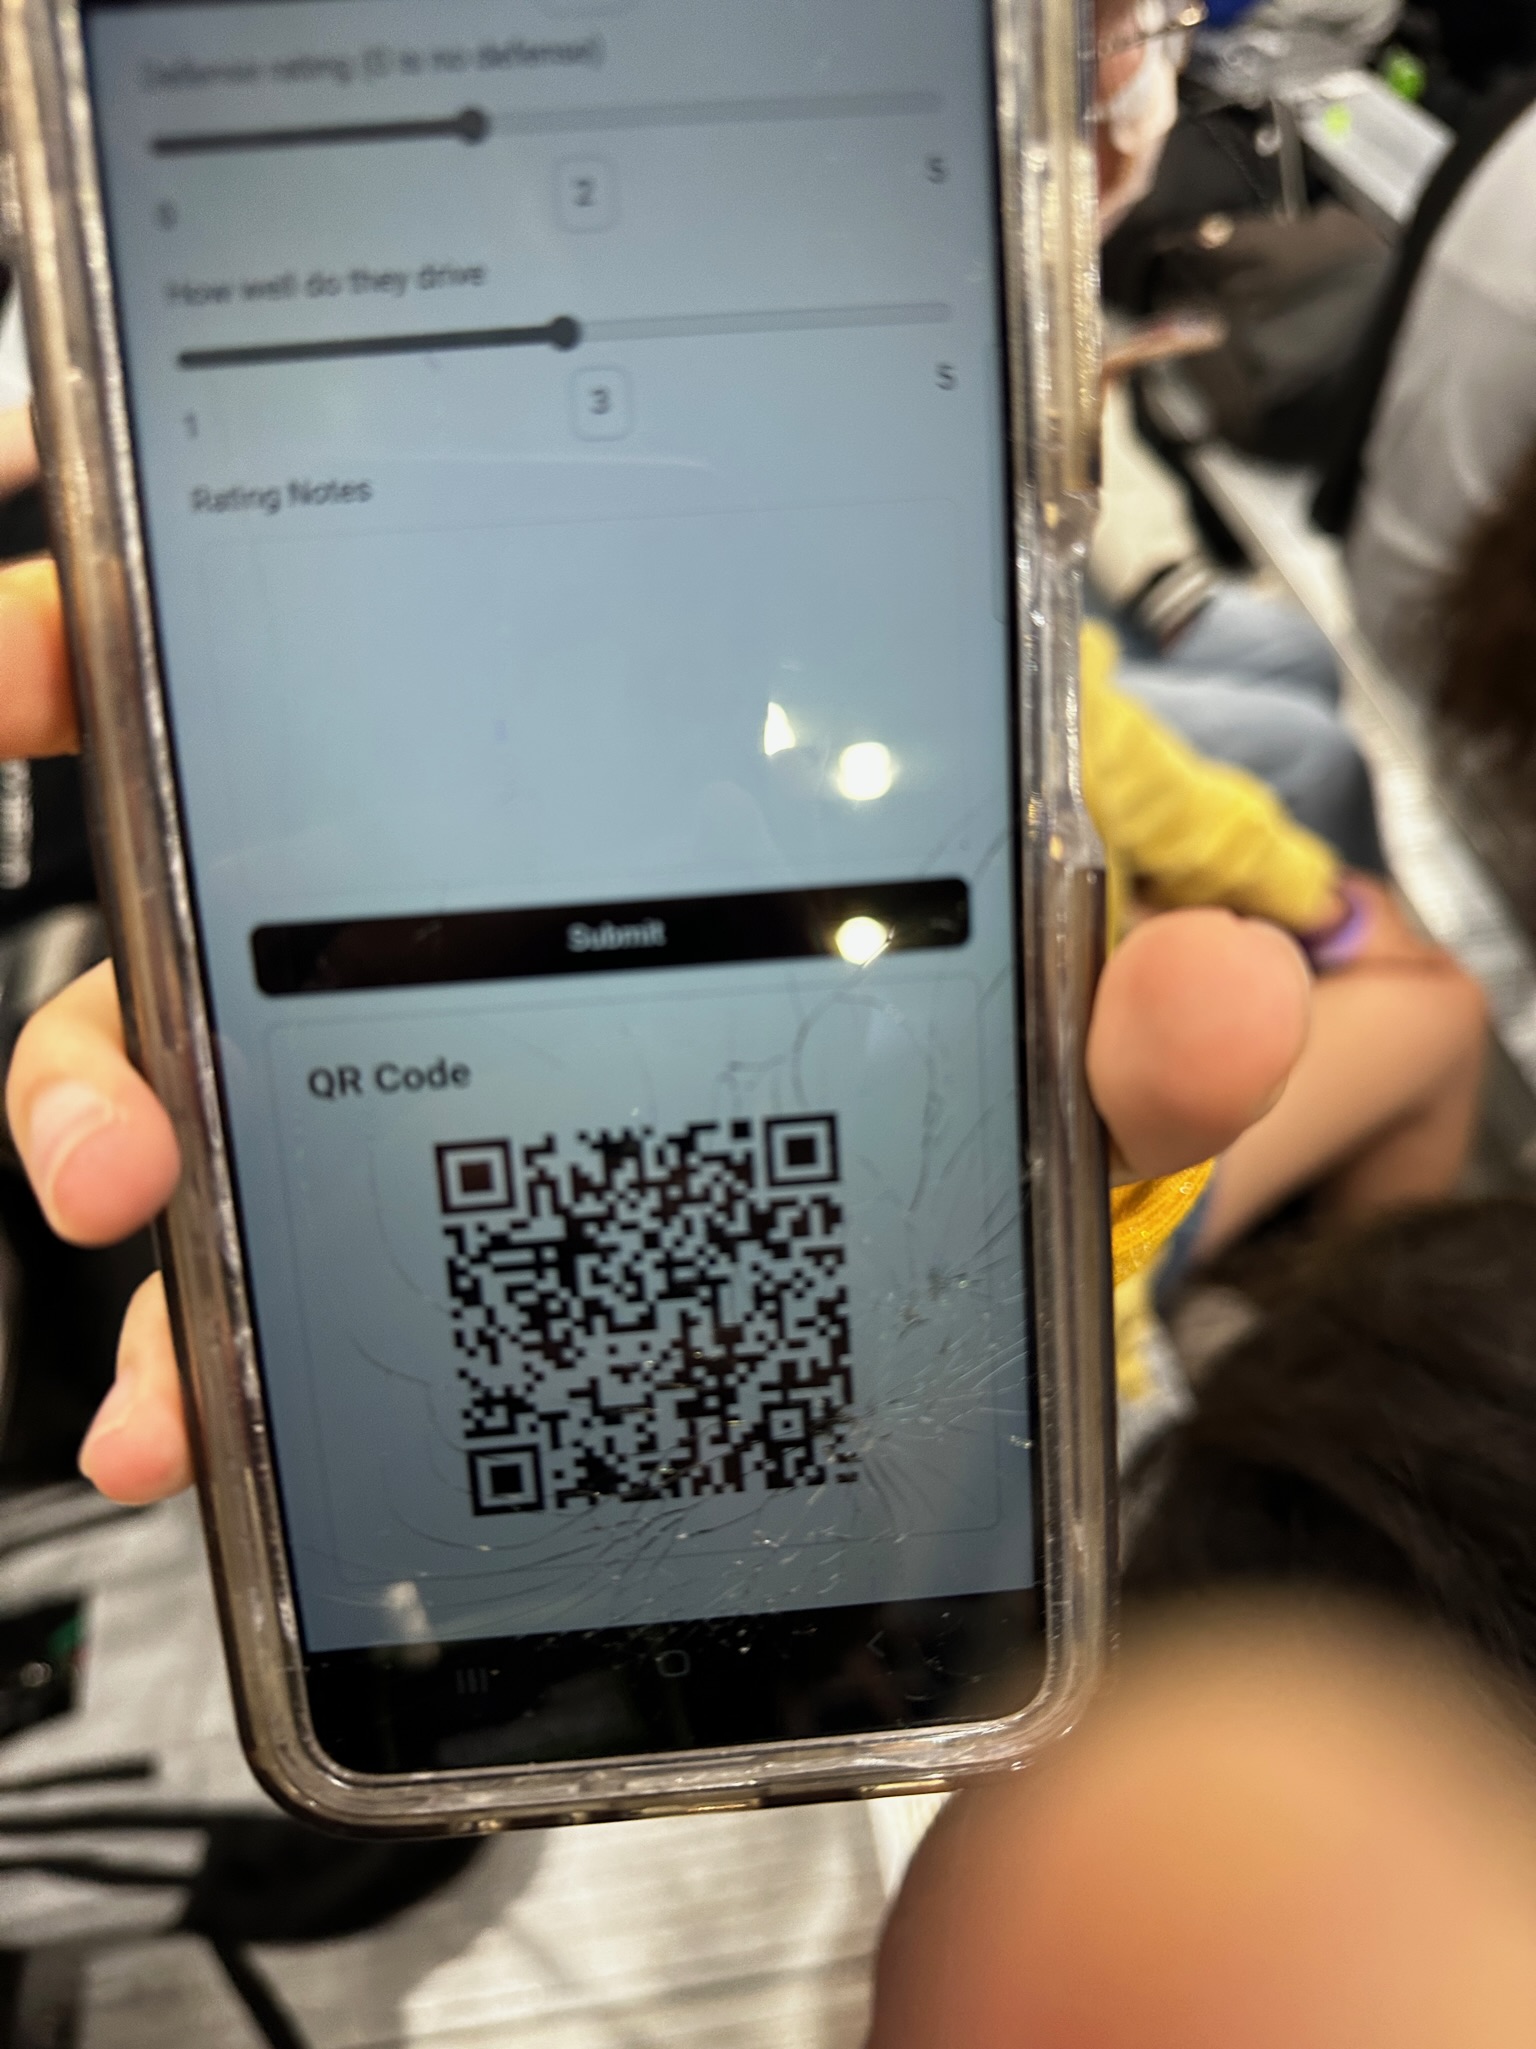 Defense rating (0 is no defense)
0
2
5
How well do they drive
1
3
5
Rating Notes
Submit
QR Code